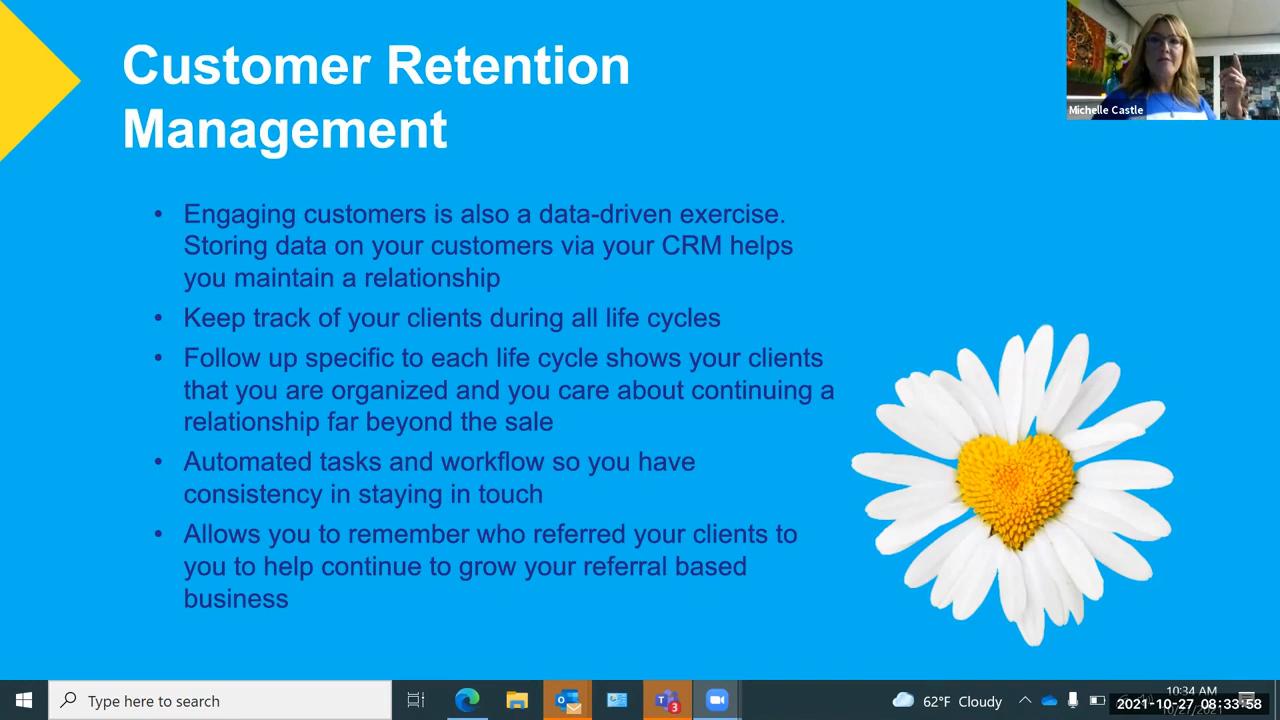 Customer Retention
Management
Michelle Castle
• Engaging customers is also a data-driven exercise.
Storing data on your customers via your CRM helps
you maintain a relationship
• Keep track of your clients during all life cycles
• Follow up specific to each life cycle shows your clients
that you are organized and you care about continuing a
relationship far beyond the sale
• Automated tasks and workflow so you have
consistency in staying in touch
• Allows you to remember who referred your clients to
you to help continue to grow your referral based
business
Type here to search
3
62°F Cloudy
10:34 AM
2021-10-27 08:33:58